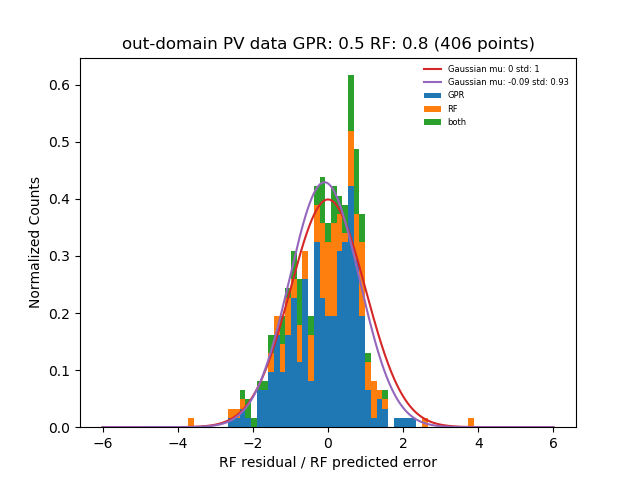 out-domain PV data GPR: 0.5 RF: 0.8 (406 points)
Gaussian mu: 0 std: 1
Gaussian mu: -0.09 std: 0.93
GPR
RF
both
Normalized Counts
0.6
0.5
0.4
0.3
0.2
0.1
0.0
−6 −4 −2 0 2 4 6
RF residual / RF predicted error